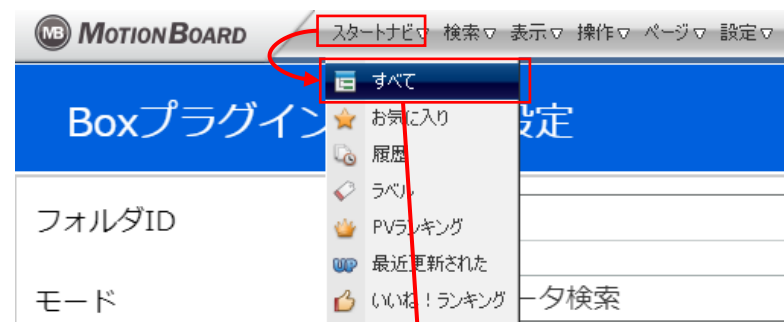 MB MOTIONBOARD
スタートナビ▽ 検索▽ 表示▽ 操作▽ ページ▽ 設定▽
すべて
Boxプラグイン 設定
お気に入り
履歴
ラベル
フォルダID
PVランキング
UP 最近更新された
モード
いいね！ランキング
ータ検索